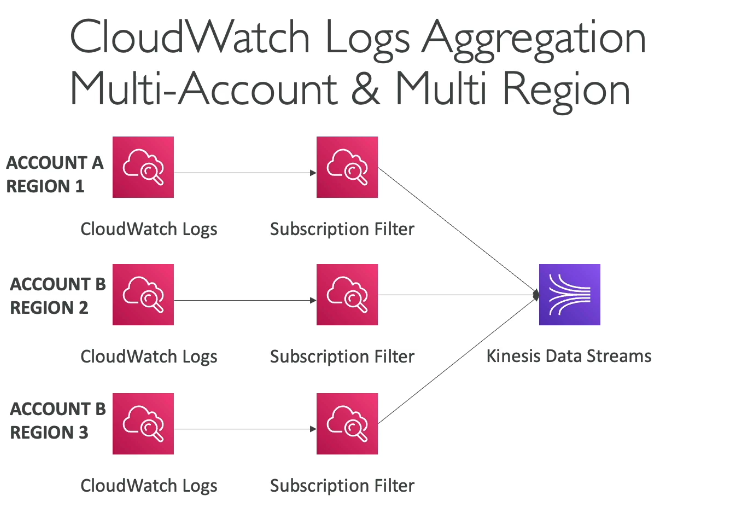 CloudWatch Logs Aggregation
Multi-Account & Multi Region
ACCOUNT A
REGION 1
CloudWatch Logs
Subscription Filter
ACCOUNT B
REGION 2
CloudWatch Logs
Subscription Filter
Kinesis Data Streams
ACCOUNT B
REGION 3
CloudWatch Logs
Subscription Filter